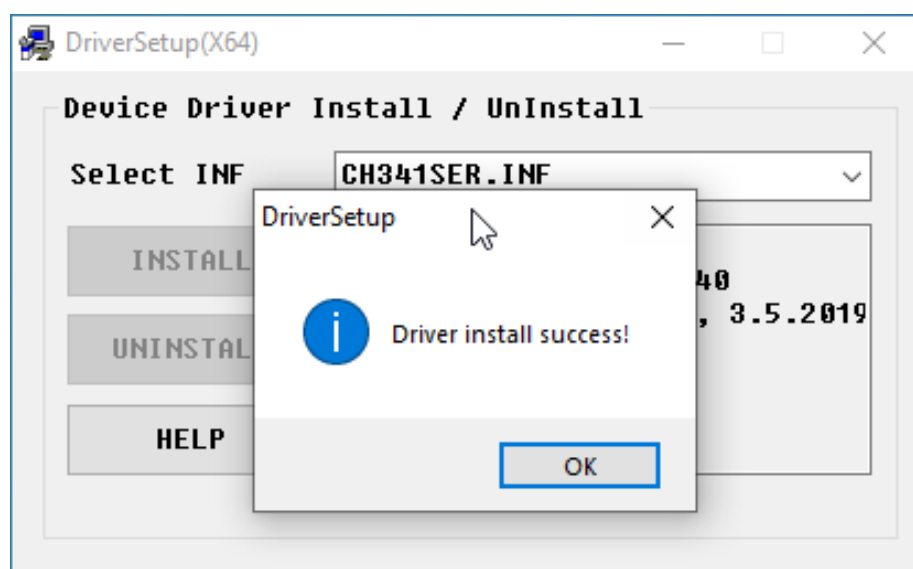 DriverSetup(X64)
Device Driver Install / UnInstall
Select INF
CH341SER.INF
DriverSetup
INSTALL
40
, 3.5.2019
Driver install success!
UNINSTAL
HELP
OK